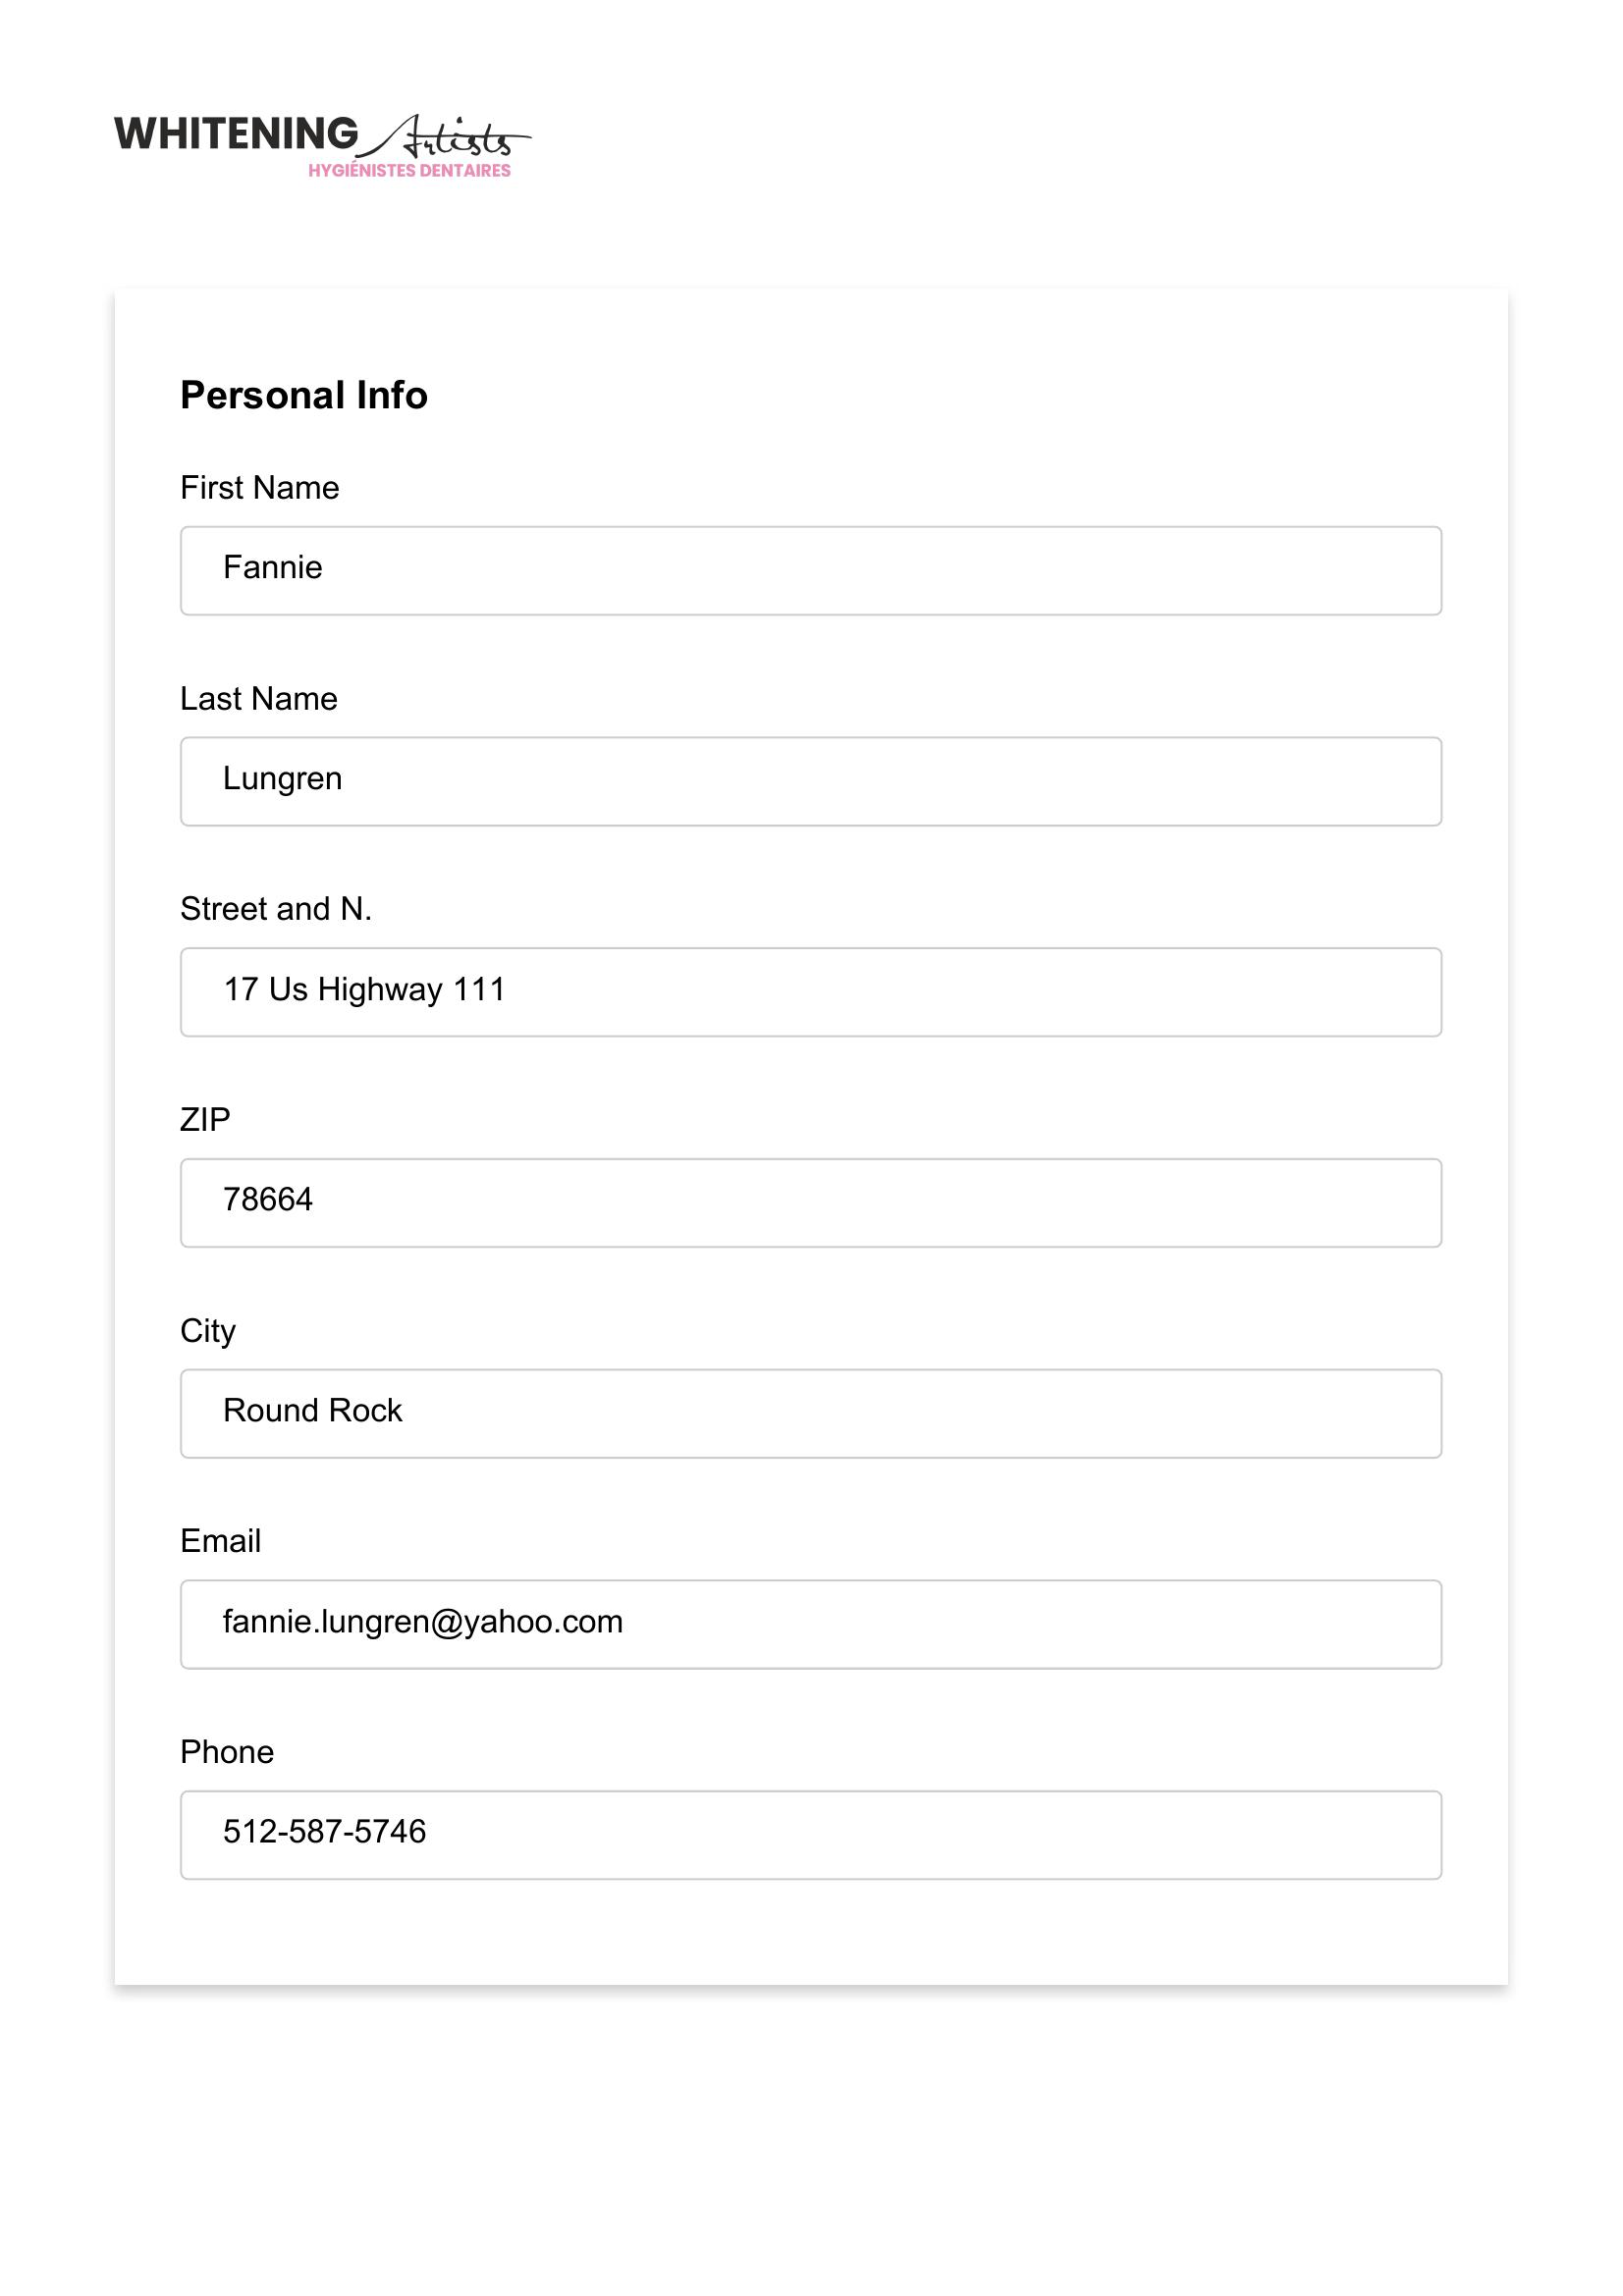 WHITENING Artists
HYGIÉNISTES DENTAIRES
Personal Info
First Name
Fannie
Last Name
Lungren
Street and N.
17 Us Highway 111
ZIP
78664
City
Round Rock
Email
fannie.lungren@yahoo.com
Phone
512-587-5746